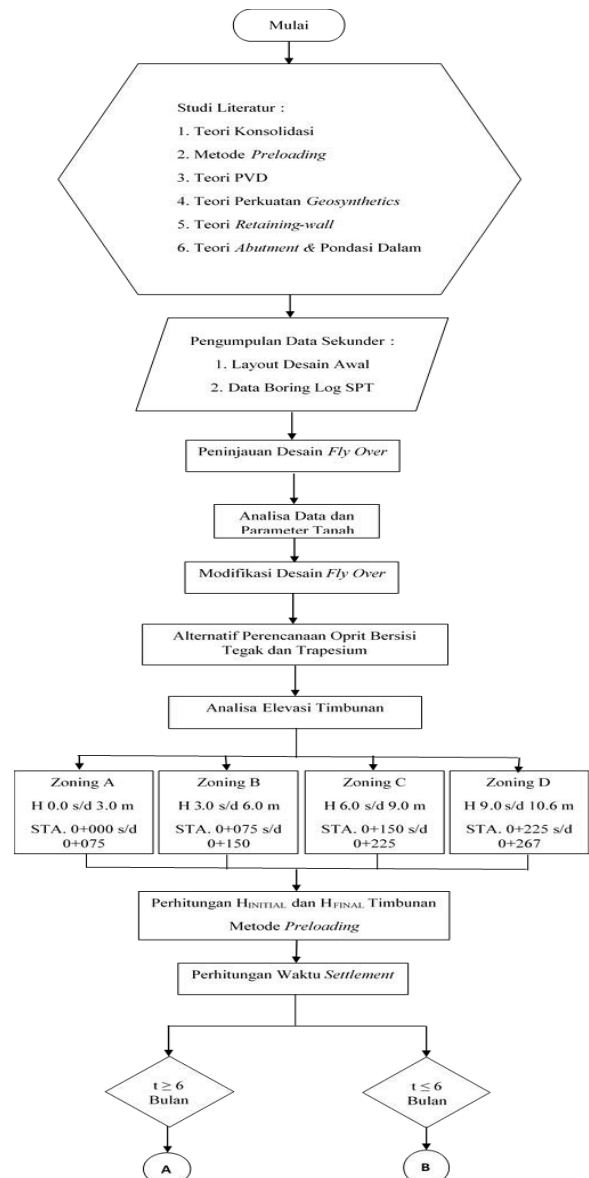 Mulai
Studi Literatur :
1. Teori Konsolidasi
2. Metode Preloading
3. Teori PVD
4. Teori Perkuatan Geosynthetics
5. Teori Retaining-wall
6. Teori Abutment & Pondasi Dalam
Pengumpulan Data Sekunder :
1. Layout Desain Awal
2. Data Boring Log SPT
Peninjauan Desain Fly Over
Analisa Data dan
Parameter Tanah
Modifikasi Desain Fly Over
Alternatif Perencanaan Oprit Bersisi
Tegak dan Trapesium
Analisa Elevasi Timbunan
Zoning A
H 0.0 s/d 3.0 m
STA. 0+000 s/d
0+075
Zoning B
H 3.0 s/d 6.0 m
STA. 0+075 s/d
0+150
Zoning C
H 6.0 s/d 9.0 m
STA. 0+150 s/d
0+225
Zoning D
H 9.0 s/d 10.6 m
STA. 0+225 s/d
0+267
Perhitungan HINITIAL dan HFINAL Timbunan
Metode Preloading
Perhitungan Waktu Settlement
t ≥ 6
Bulan
t ≤ 6
Bulan
A
B